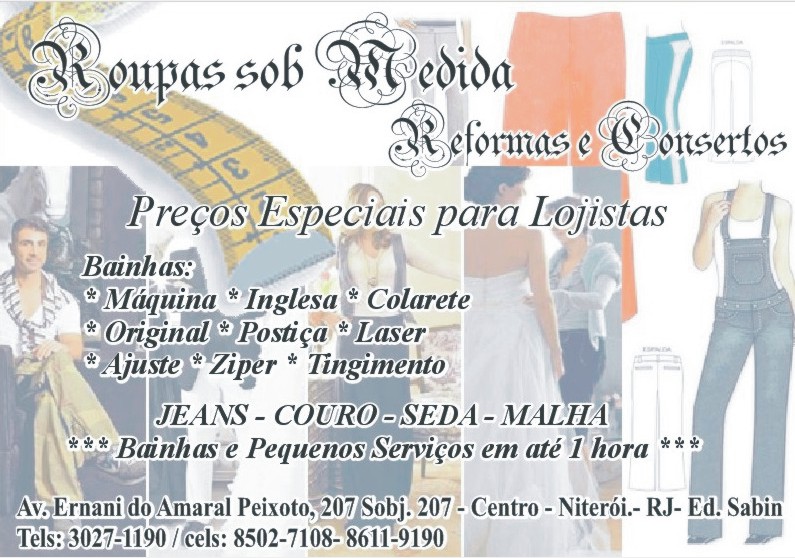 Roupas sob Medida
Reformas e Consertos
Preços Especiais para Lojistas
Bainhas:
* Máquina * Inglesa * Colarete
* Original * Postiça * Laser
* Ajuste * Ziper * Tingimento
JEANS - COURO - SEDA - MALHA
*** Bainhas e Pequenos Serviços em até 1 hora ***
Av. Ernani do Amaral Peixoto, 207 Sobj. 207 - Centro - Niterói.- RJ- Ed. Sabin
Tels: 3027-1190 / cels: 8502-7108- 8611-9190
ESPALDA
ESPALDA